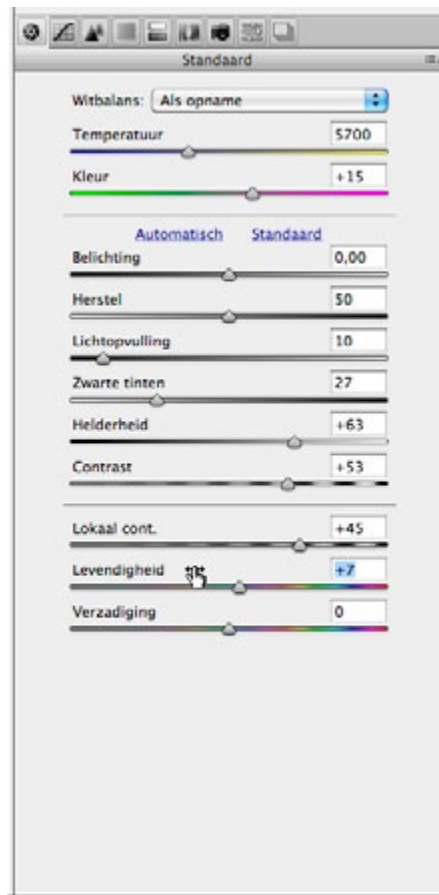 Standaard
Witbalans: Als opname
Temperatuur 5700
Kleur +15
Automatisch Standaard
Belichting 0,00
Herstel 50
Lichtopvulling 10
Zwarte tinten 27
Helderheid +63
Contrast +53
Lokaal cont. +45
Levendigheid +7
Verzadiging 0